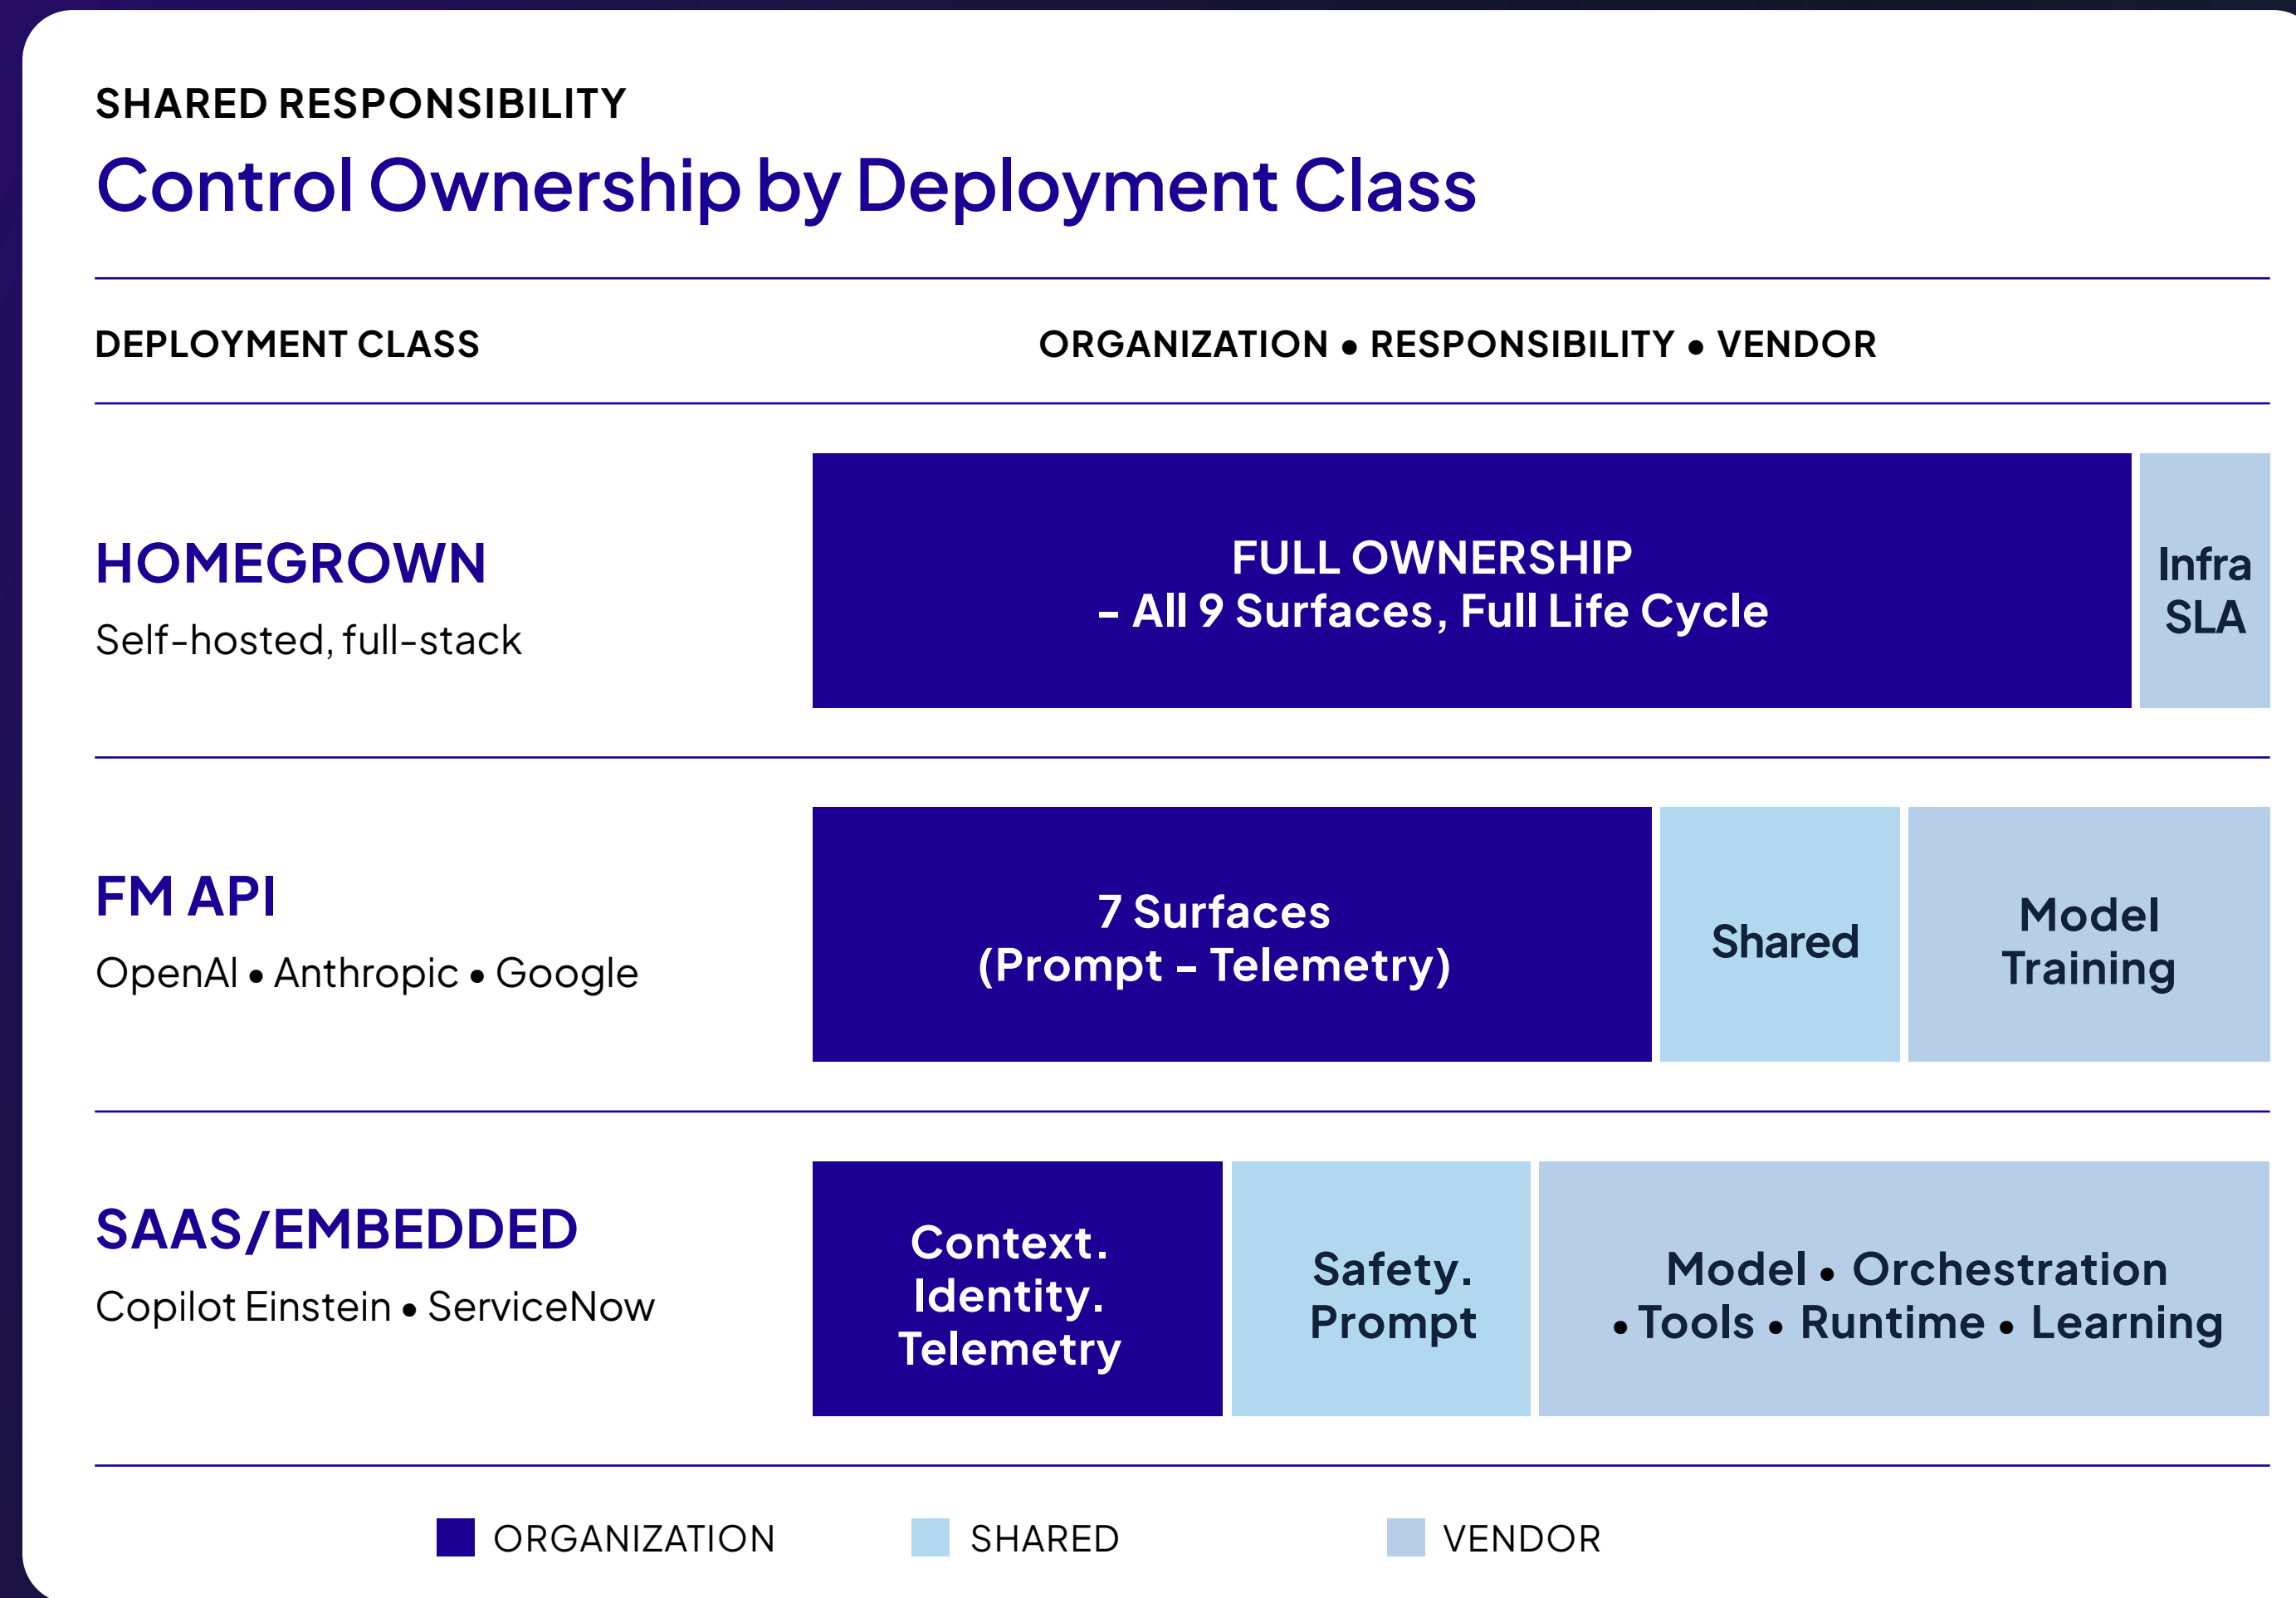 SHARED RESPONSIBILITY
Control Ownership by Deployment Class
DEPLOYMENT CLASS
ORGANIZATION • RESPONSIBILITY • VENDOR
HOMEGROWN
Self-hosted, full-stack
FULL OWNERSHIP
– All 9 Surfaces, Full Life Cycle
Infra
SLA
FM API
OpenAI • Anthropic • Google
7 Surfaces
(Prompt – Telemetry)
Shared
Model
Training
SAAS/EMBEDDED
Copilot Einstein • ServiceNow
Context.
Identity.
Telemetry
Safety.
Prompt
Model • Orchestration
• Tools • Runtime • Learning
ORGANIZATION
SHARED
VENDOR